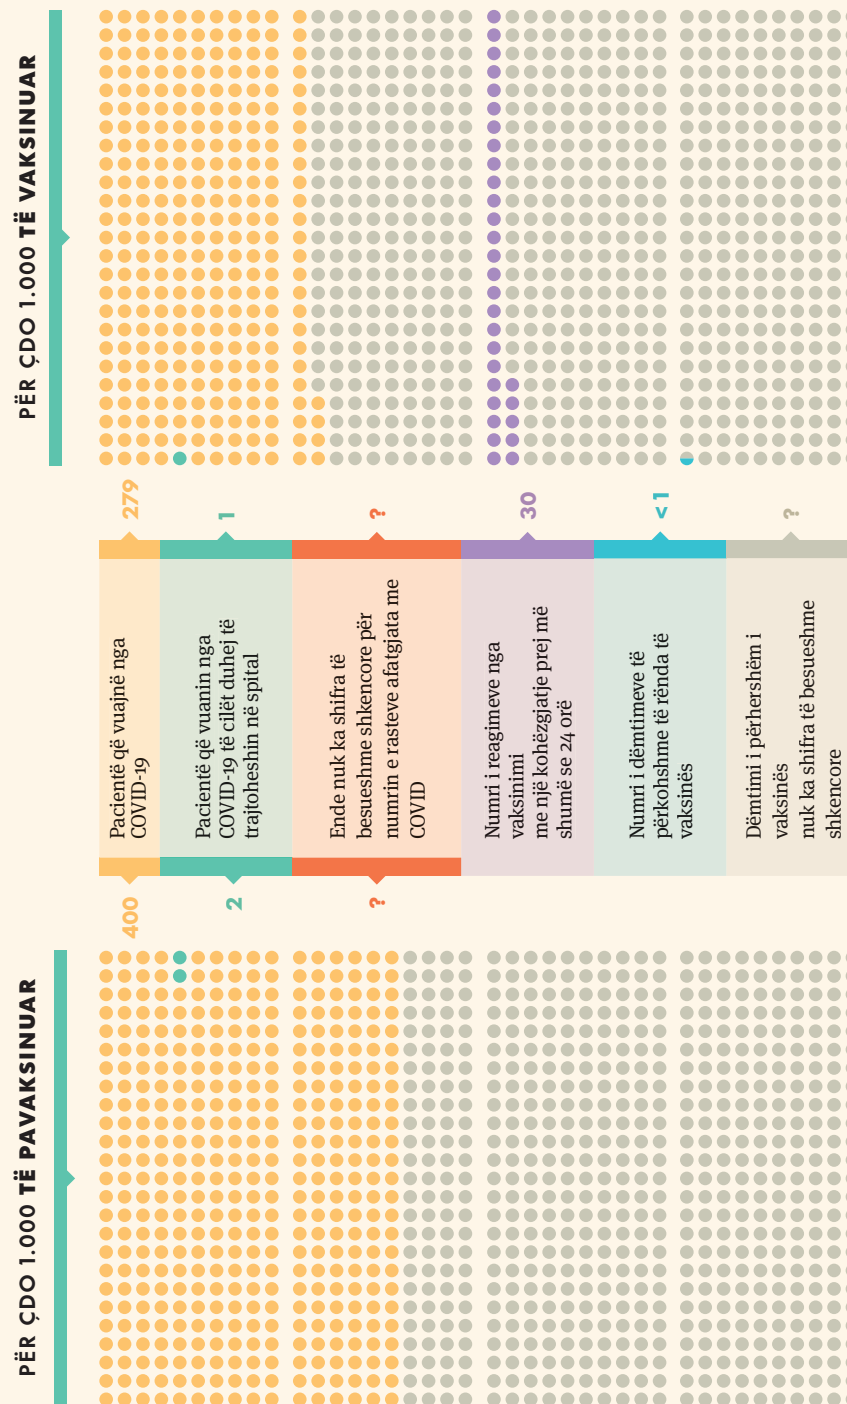 PËR ÇDO 1.000 TË PAVAKSINUAR
PËR ÇDO 1.000 TË VAKSINUAR
400
Pacientë që vuajnë nga
COVID-19
279
2
Pacientë që vuanin nga
COVID-19 të cilët duhej të
trajtoheshin në spital
1
?
Ende nuk ka shifra të
besueshme shkencore për
numrin e rasteve afatgjata me
COVID
?
Numri i reagimeve nga
vaksinimi
me një kohëzgjatje prej më
shumë se 24 orë
30
Numri i dëmtimeve të
përkohshme të rënda të
vaksinës
<1
Dëmtimi i përhershëm i
vaksinës
nuk ka shifra të besueshme
shkencore
?